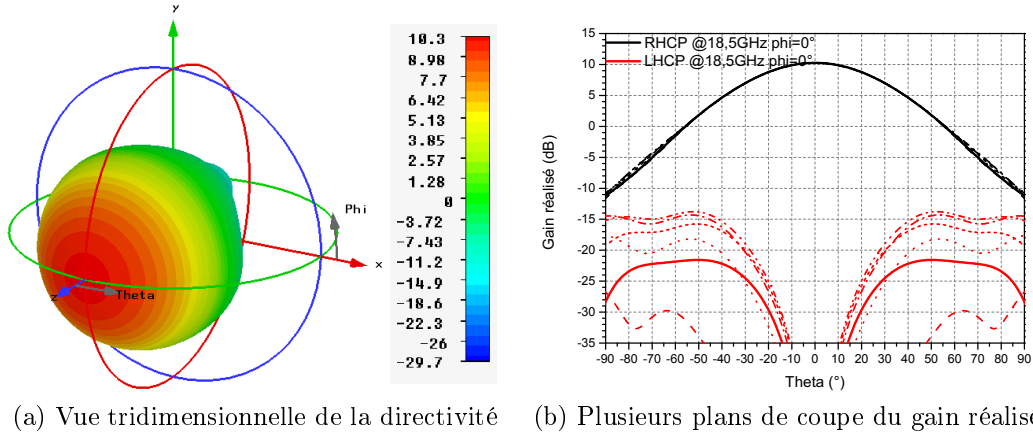 y
Phi
x
z
Theta
10.3
8.98
7.7
6.42
5.13
3.85
2.57
1.28
0
-3.72
-7.43
-11.2
-14.9
-18.6
-22.3
-26
-29.7
RHCP @18,5GHz phi=0°
LHCP @18,5GHz phi=0°
Gain réalisé (dB)
15
10
5
0
-5
-10
-15
-20
-25
-30
-35
-90 -80 -70 -60 -50 -40 -30 -20 -10 0 10 20 30 40 50 60 70 80 90
Theta (°)
(a) Vue tridimensionnelle de la directivité
(b) Plusieurs plans de coupe du gain réalisé